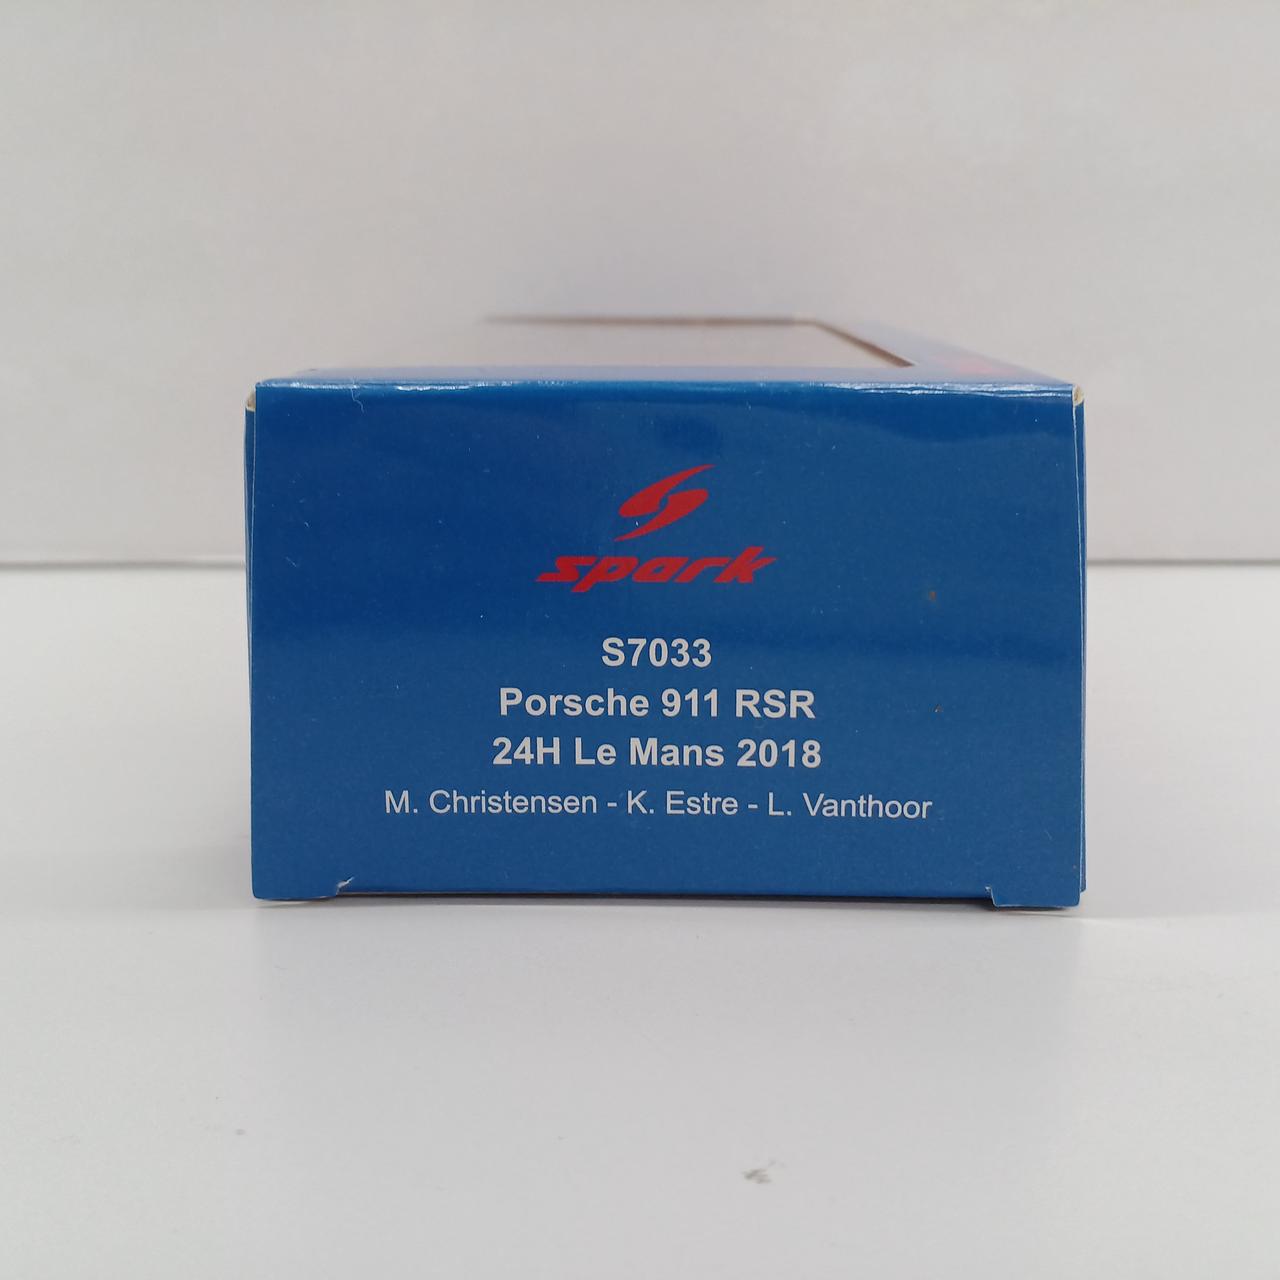 spark
S7033
Porsche 911 RSR
24H Le Mans 2018
M. Christensen - K. Estre - L. Vanthoor